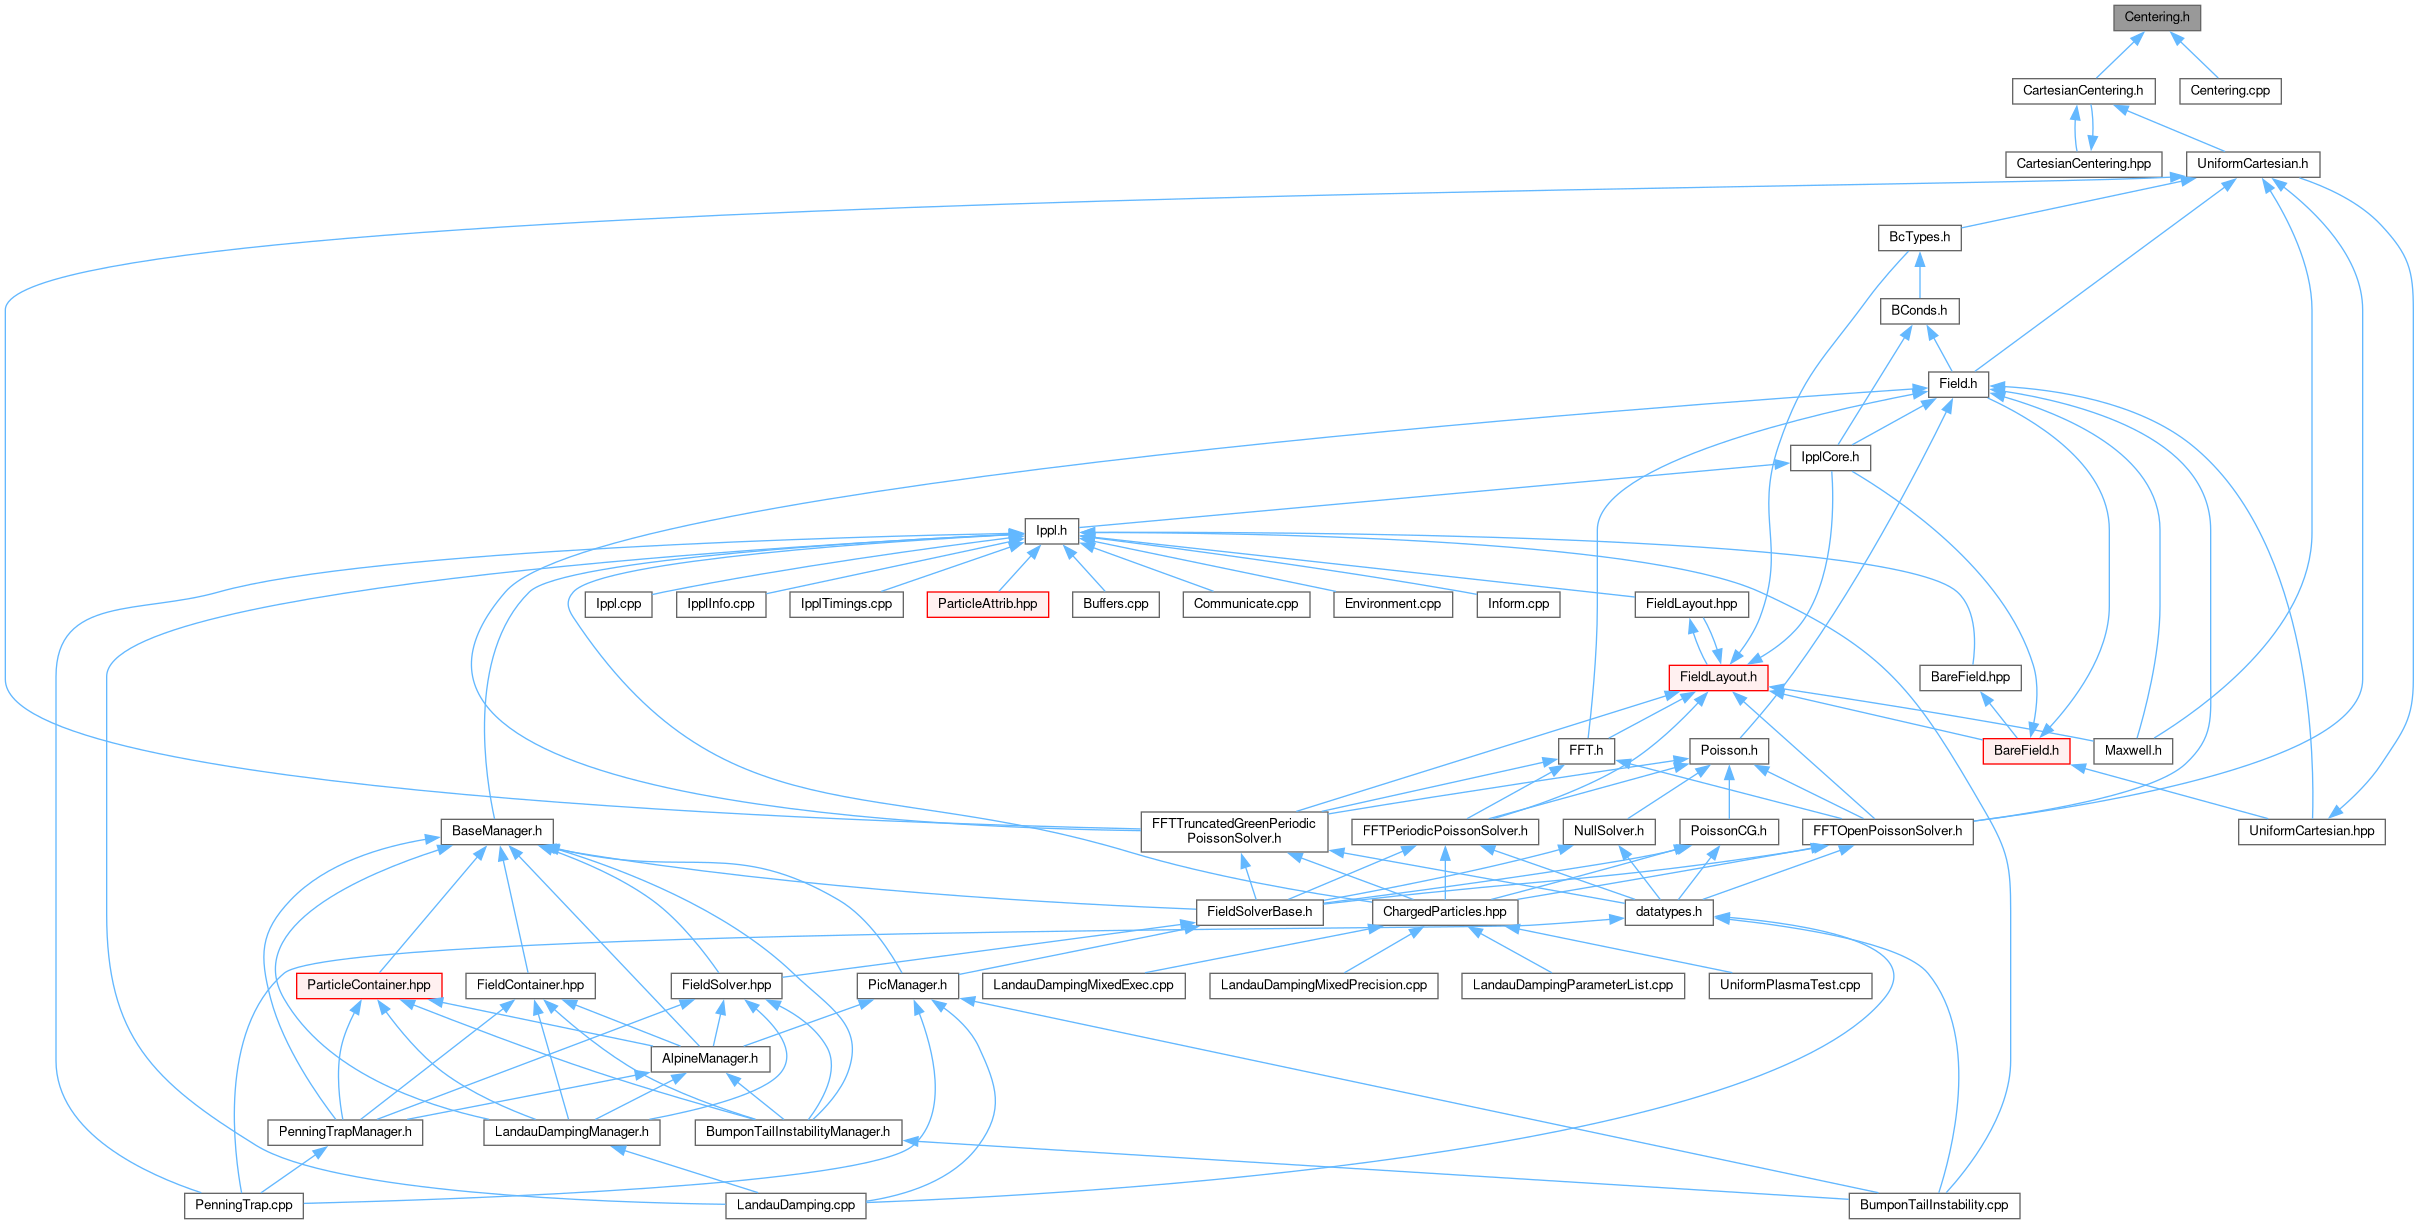 Centering.h
CartesianCentering.h
Centering.cpp
CartesianCentering.hpp
UniformCartesian.h
BcTypes.h
BConds.h
Field.h
IpplCore.h
Ippl.h
Ippl.cpp
IpplInfo.cpp
IpplTimings.cpp
ParticleAttrib.hpp
Buffers.cpp
Communicate.cpp
Environment.cpp
Inform.cpp
FieldLayout.hpp
FieldLayout.h
BareField.hpp
FFT.h
Poisson.h
BareField.h
Maxwell.h
BaseManager.h
FFTTruncatedGreenPeriodic
PoissonSolver.h
FFTPeriodicPoissonSolver.h
NullSolver.h
PoissonCG.h
FFTOpenPoissonSolver.h
UniformCartesian.hpp
FieldSolverBase.h
ChargedParticles.hpp
datatypes.h
ParticleContainer.hpp
FieldContainer.hpp
FieldSolver.hpp
PicManager.h
LandauDampingMixedExec.cpp
LandauDampingMixedPrecision.cpp
LandauDampingParameterList.cpp
UniformPlasmaTest.cpp
AlpineManager.h
PenningTrapManager.h
LandauDampingManager.h
BumponTailInstabilityManager.h
PenningTrap.cpp
LandauDamping.cpp
BumponTailInstability.cpp